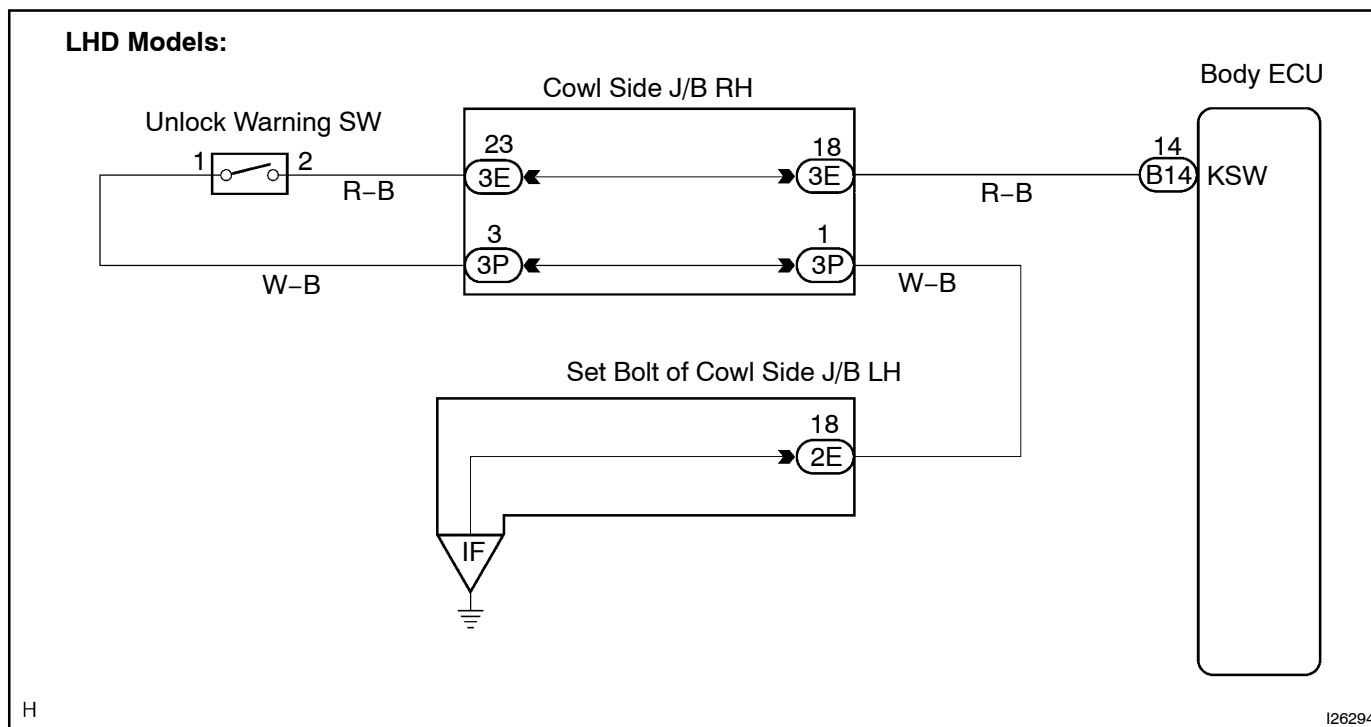 LHD Models:
Body ECU
Cowl Side J/B RH
Unlock Warning SW
1 2
23
3E
18
3E
14
B14
KSW
R−B
R−B
3
3P
1
3P
W−B
W−B
Set Bolt of Cowl Side J/B LH
18
2E
IF
H
I26294